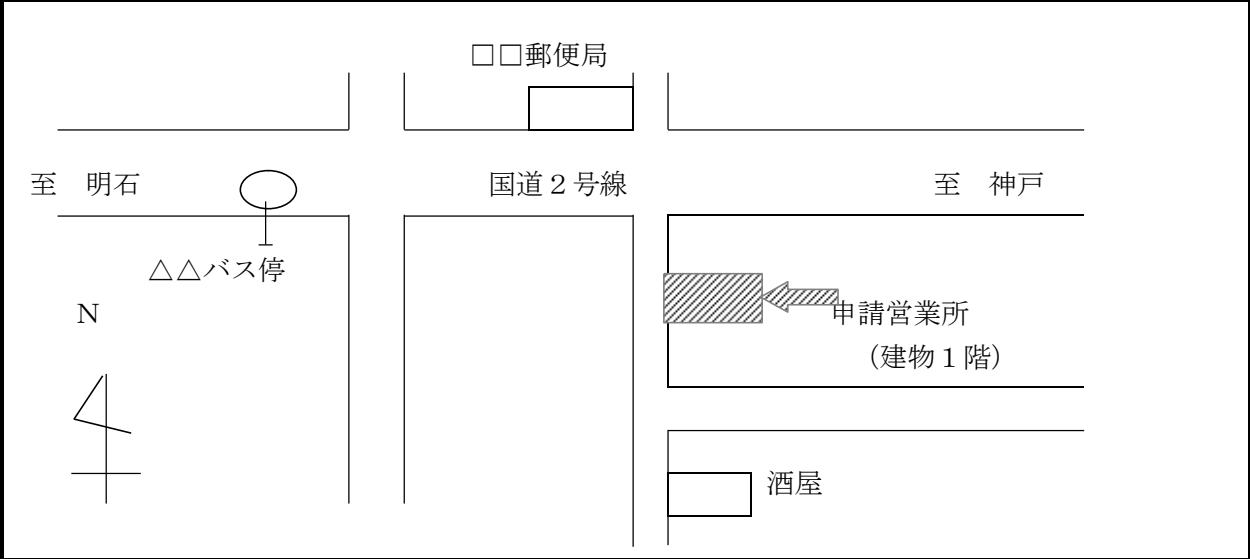 □□郵便局
至　明石
国道２号線
至　神戸
△△バス停
Ｎ
申請営業所
（建物１階）
酒屋